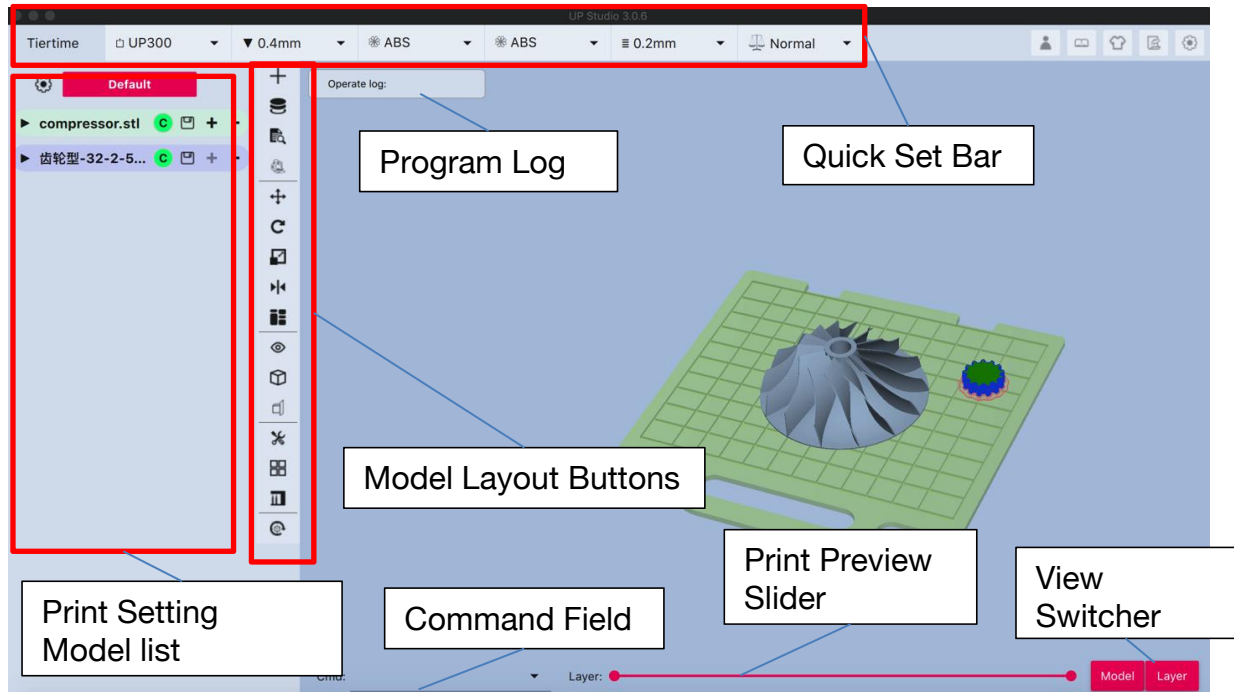 UP Studio 3.0.6
Tiertime
UP300
0.4mm
ABS
ABS
0.2mm
Normal
Default
Operate log:
compressor.stl C
齿轮型-32-2-5... C
Program Log
Quick Set Bar
Model Layout Buttons
Print Preview
Slider
View
Switcher
Print Setting
Model list
Command Field
Cmd:
Layer:
Model
Layer